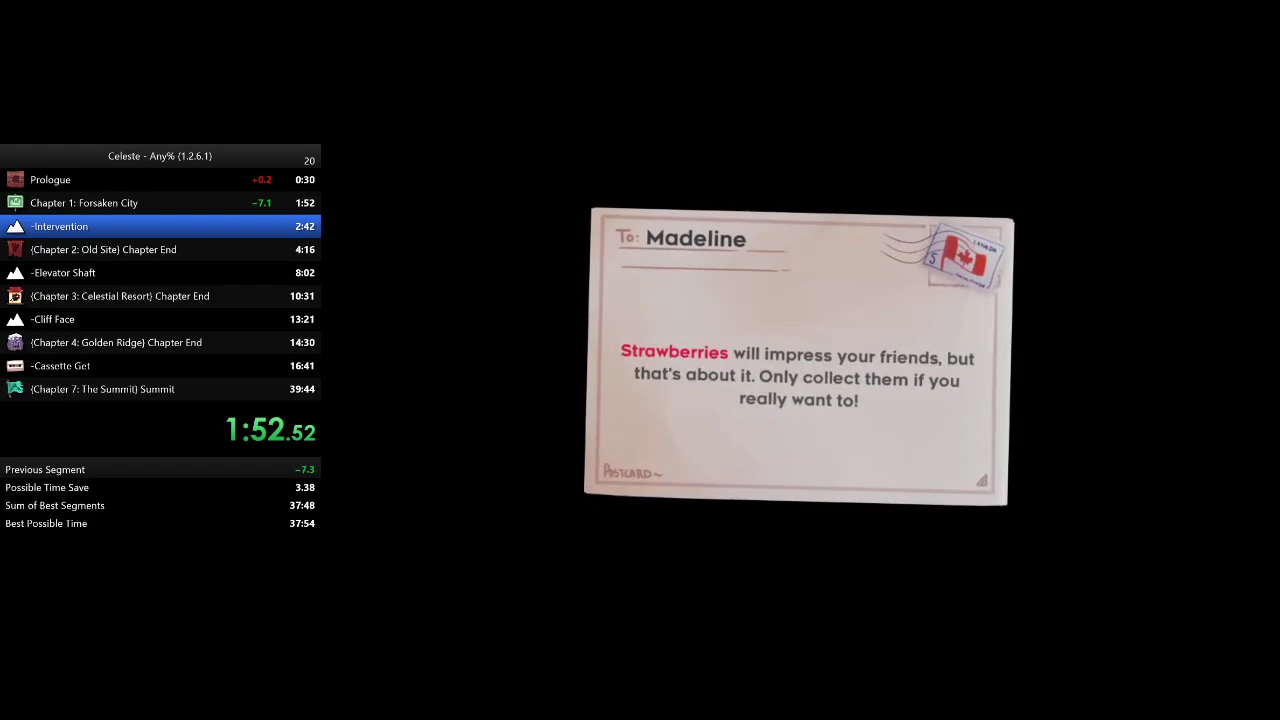 Celeste - Any% (1.2.6.1)
20
Prologue +0.2 0:30
Chapter 1: Forsaken City −7.1 1:52
-Intervention 2:42
{Chapter 2: Old Site} Chapter End 4:16
-Elevator Shaft 8:02
{Chapter 3: Celestial Resort} Chapter End 10:31
-Cliff Face 13:21
{Chapter 4: Golden Ridge} Chapter End 14:30
-Cassette Get 16:41
{Chapter 7: The Summit} Summit 39:44
1:52.52
Previous Segment −7.3
Possible Time Save 3.38
Sum of Best Segments 37:48
Best Possible Time 37:54
To: Madeline
CANADA
5
Strawberries will impress your friends, but
that's about it. Only collect them if you
really want to!
POSTCARD~